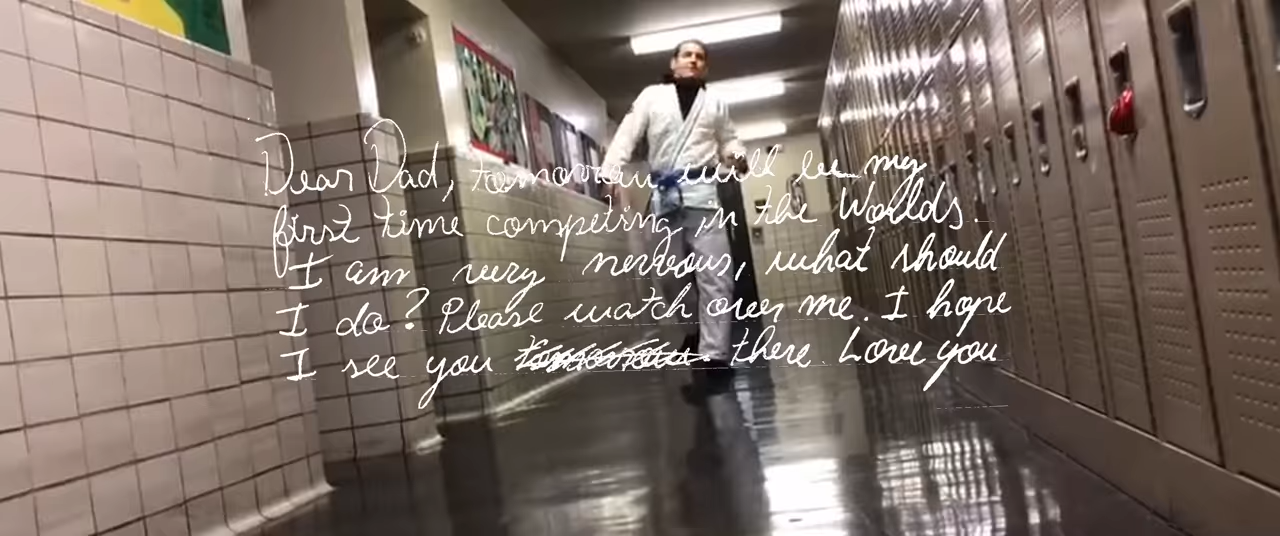 Dear Dad, tomorrow will be my
first time competing in the Worlds.
I am very nervous, what should
I do? Please watch over me. I hope
I see you tomorrow. there. Love you